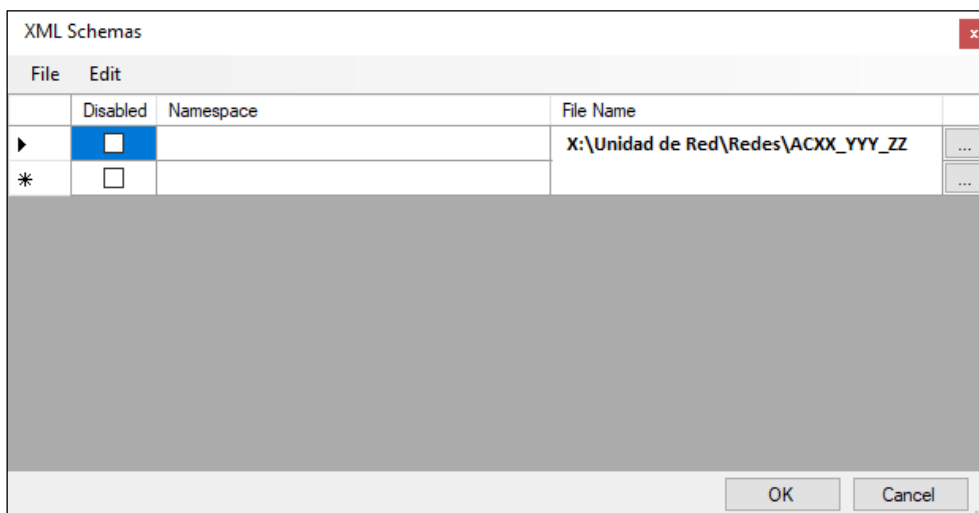 XML Schemas
x
File Edit
Disabled Namespace File Name
X:\Unidad de Red\Redes\ACXX_YYY_ZZ ...
...
OK Cancel